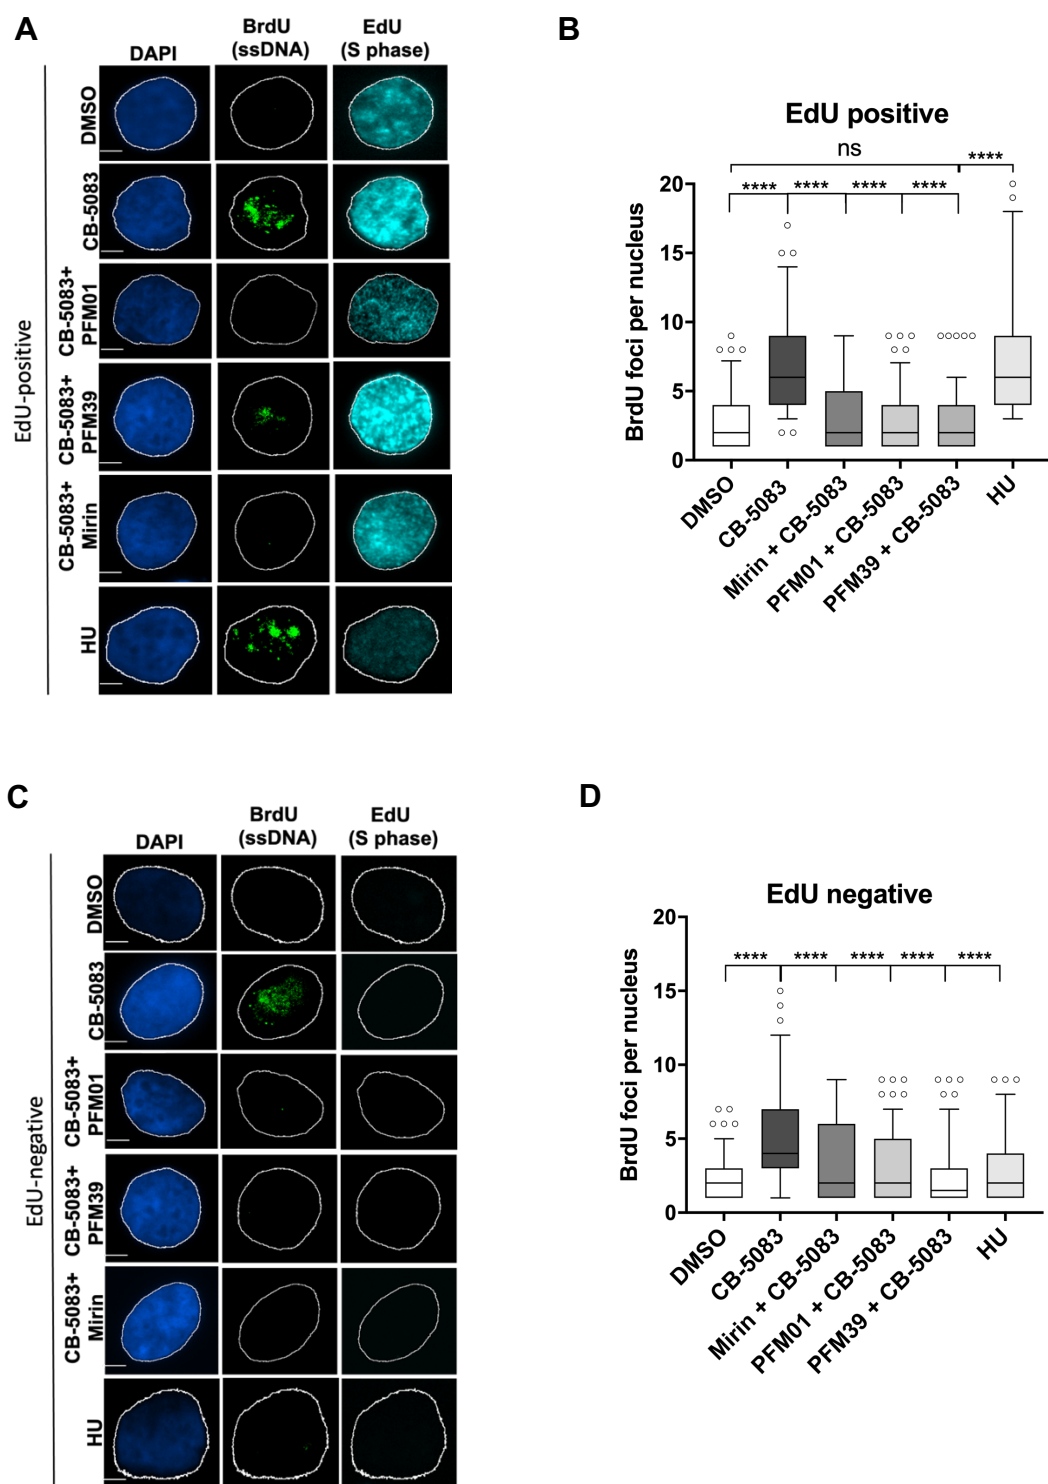 A
BrdU
(ssDNA)
EdU
(S phase)
DAPI
EdU-positive
DMSO
CB-5083
CB-5083+
PFM01
CB-5083+
PFM39
CB-5083+
Mirin
HU
B
EdU positive
ns
****
**** **** **** ****
BrdU foci per nucleus
20
15
10
5
0
DMSO
CB-5083
Mirin + CB-5083
PFM01 + CB-5083
PFM39 + CB-5083
HU
C
BrdU
(ssDNA)
EdU
(S phase)
DAPI
EdU-negative
DMSO
CB-5083
CB-5083+
PFM01
CB-5083+
PFM39
CB-5083+
Mirin
HU
D
EdU negative
**** **** **** **** ****
BrdU foci per nucleus
20
15
10
5
0
DMSO
CB-5083
Mirin + CB-5083
PFM01 + CB-5083
PFM39 + CB-5083
HU